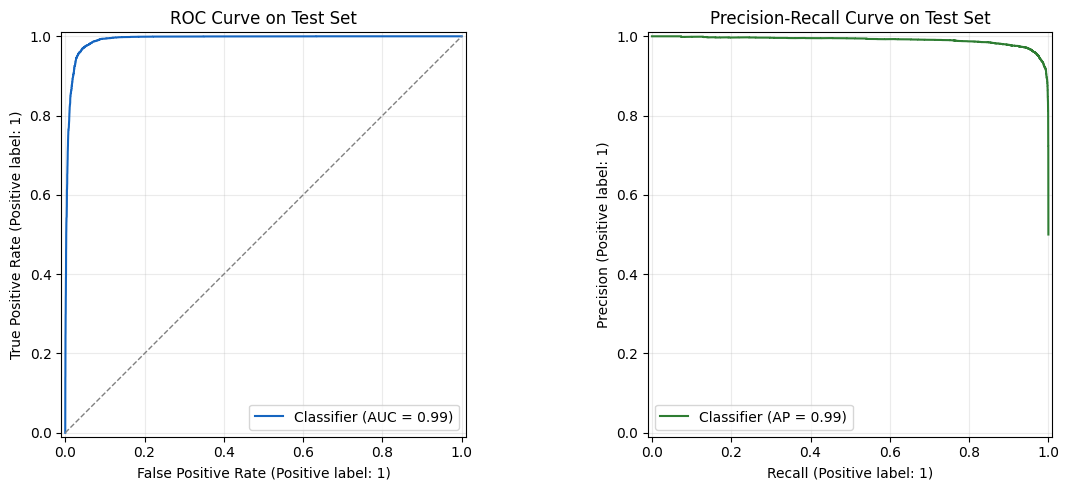 ROC Curve on Test Set
1.0
0.8
0.6
0.4
0.2
0.0
True Positive Rate (Positive label: 1)
Classifier (AUC = 0.99)
0.0 0.2 0.4 0.6 0.8 1.0
False Positive Rate (Positive label: 1)
Precision-Recall Curve on Test Set
1.0
0.8
0.6
0.4
0.2
0.0
Precision (Positive label: 1)
Classifier (AP = 0.99)
0.0 0.2 0.4 0.6 0.8 1.0
Recall (Positive label: 1)